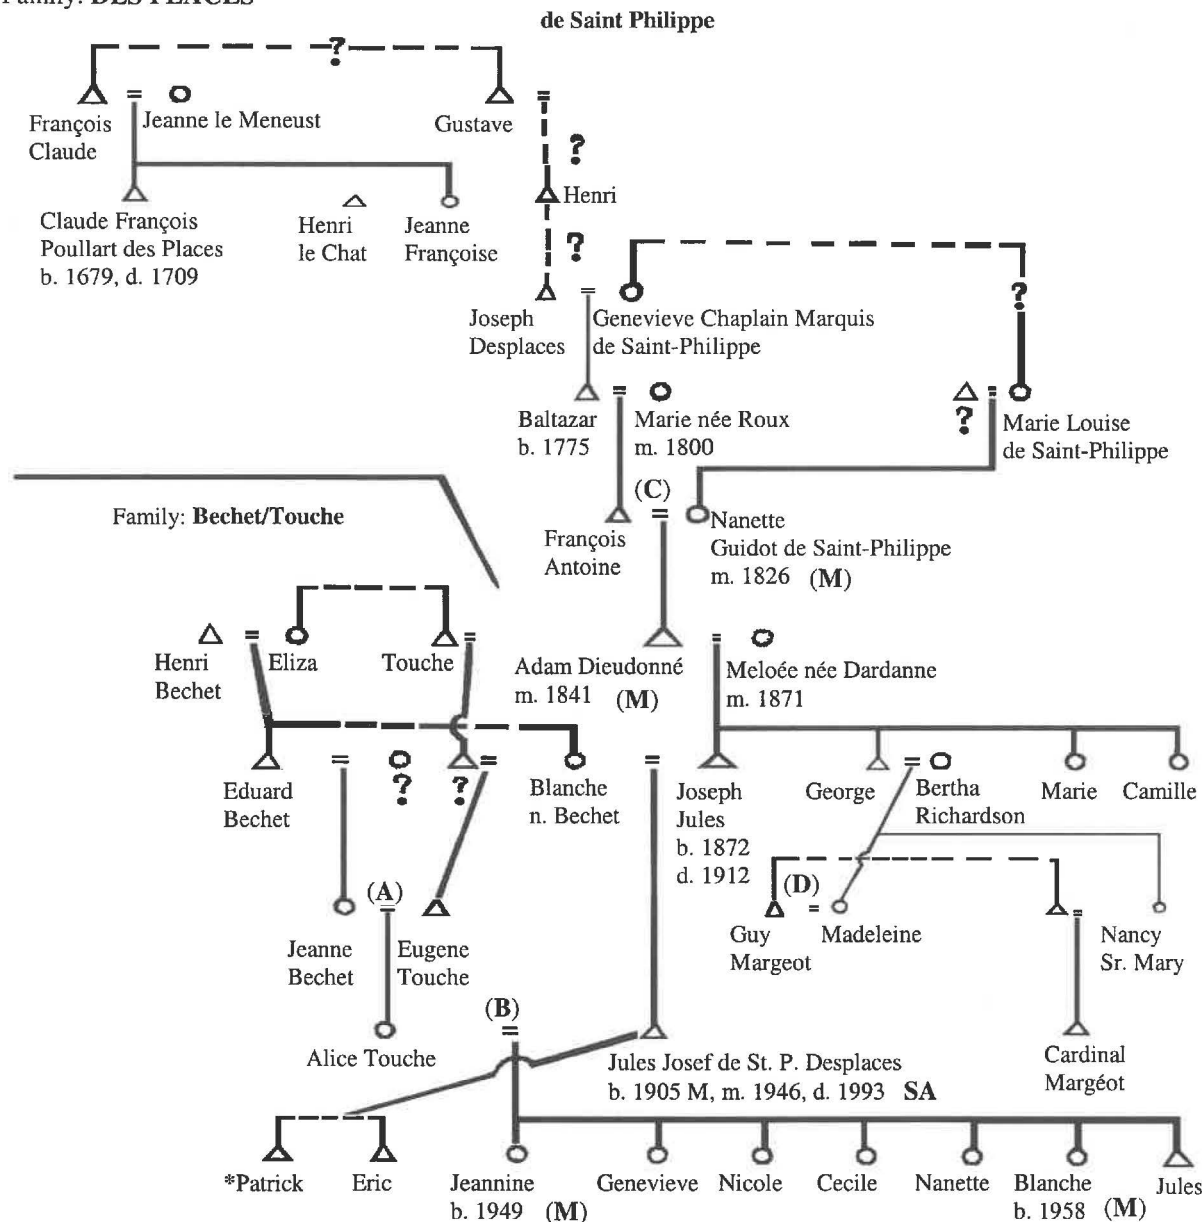 Family: DES PLACES
de Saint Philippe
?
François
Claude
=
Jeanne le Meneust
Gustave
=
?
Henri
Claude François
Poullart des Places
b. 1679, d. 1709
Henri
le Chat
Jeanne
Françoise
?
?
Joseph
Desplaces
=
Genevieve Chaplain Marquis
de Saint-Philippe
Baltazar
b. 1775
=
Marie née Roux
m. 1800
?
=
Marie Louise
de Saint-Philippe
Family: Bechet/Touche
(C)
=
François
Antoine
Nanette
Guidot de Saint-Philippe
m. 1826 (M)
Henri
Bechet
=
Eliza
Touche
=
Adam Dieudonné
m. 1841 (M)
=
Meloée née Dardanne
m. 1871
Eduard
Bechet
=
?
?
=
Blanche
n. Bechet
=
Joseph
Jules
b. 1872
d. 1912
George
=
Bertha
Richardson
Marie
Camille
(A)
=
Jeanne
Bechet
Eugene
Touche
(D)
=
Guy
Margeot
Madeleine
=
Nancy
Sr. Mary
(B)
=
Alice Touche
Jules Josef de St. P. Desplaces
b. 1905 M, m. 1946, d. 1993 SA
Cardinal
Margéot
*Patrick
Eric
Jeannine
b. 1949 (M)
Genevieve
Nicole
Cecile
Nanette
Blanche
b. 1958 (M)
Jules